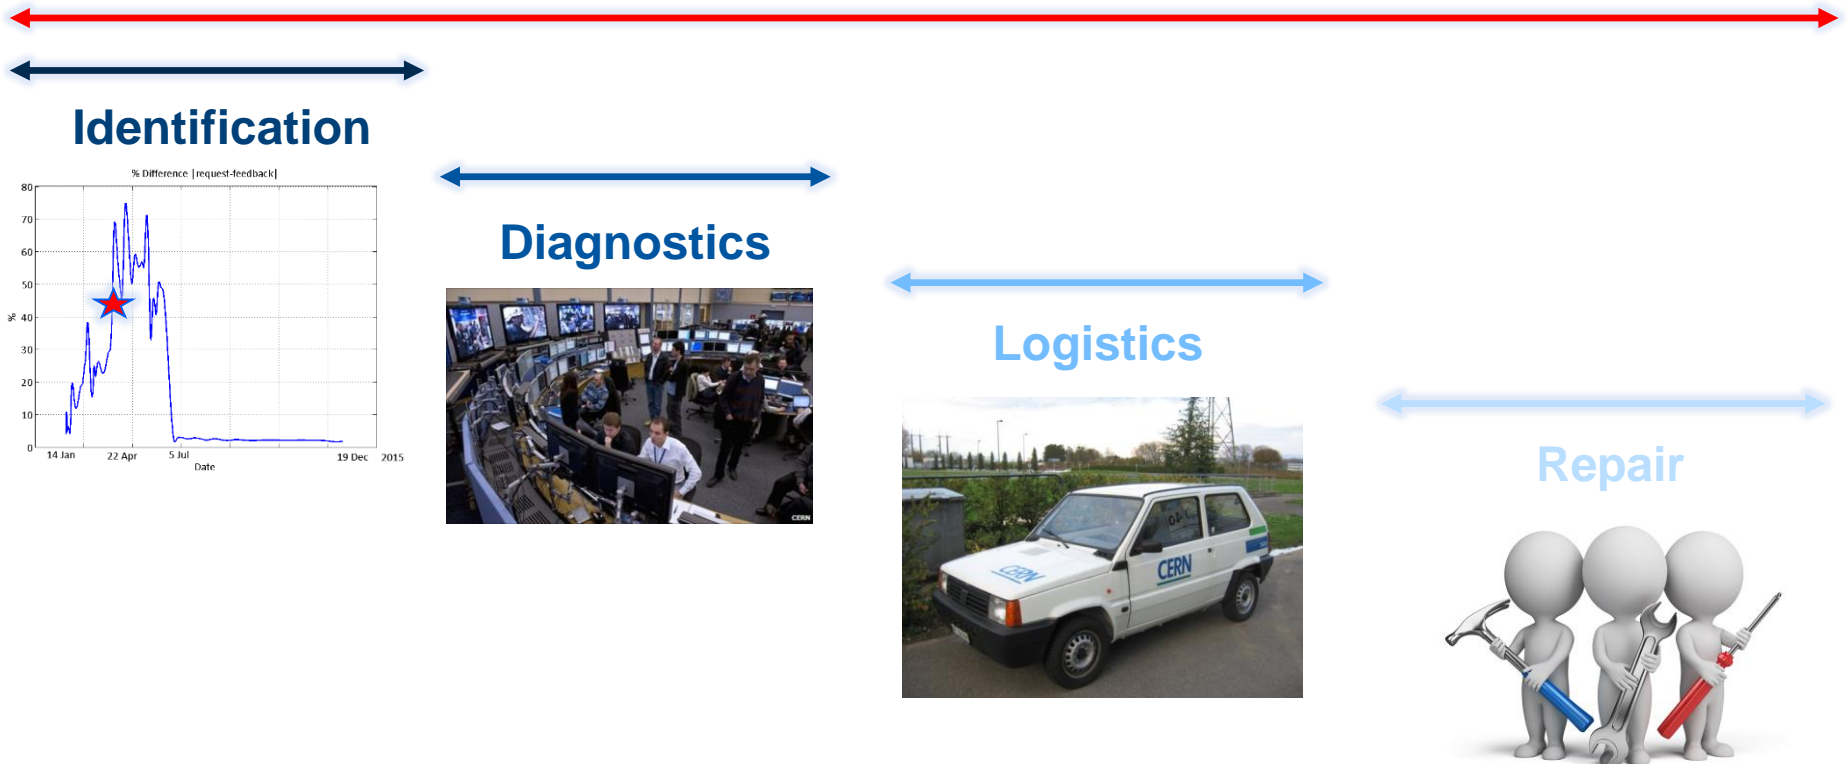 Identification
% Difference |request-feedback|
80
70
60
50
40
30
20
10
0
%
14 Jan 22 Apr 5 Jul 19 Dec 2015
Date
Diagnostics
CERN
Logistics
CERN
CERN
Repair